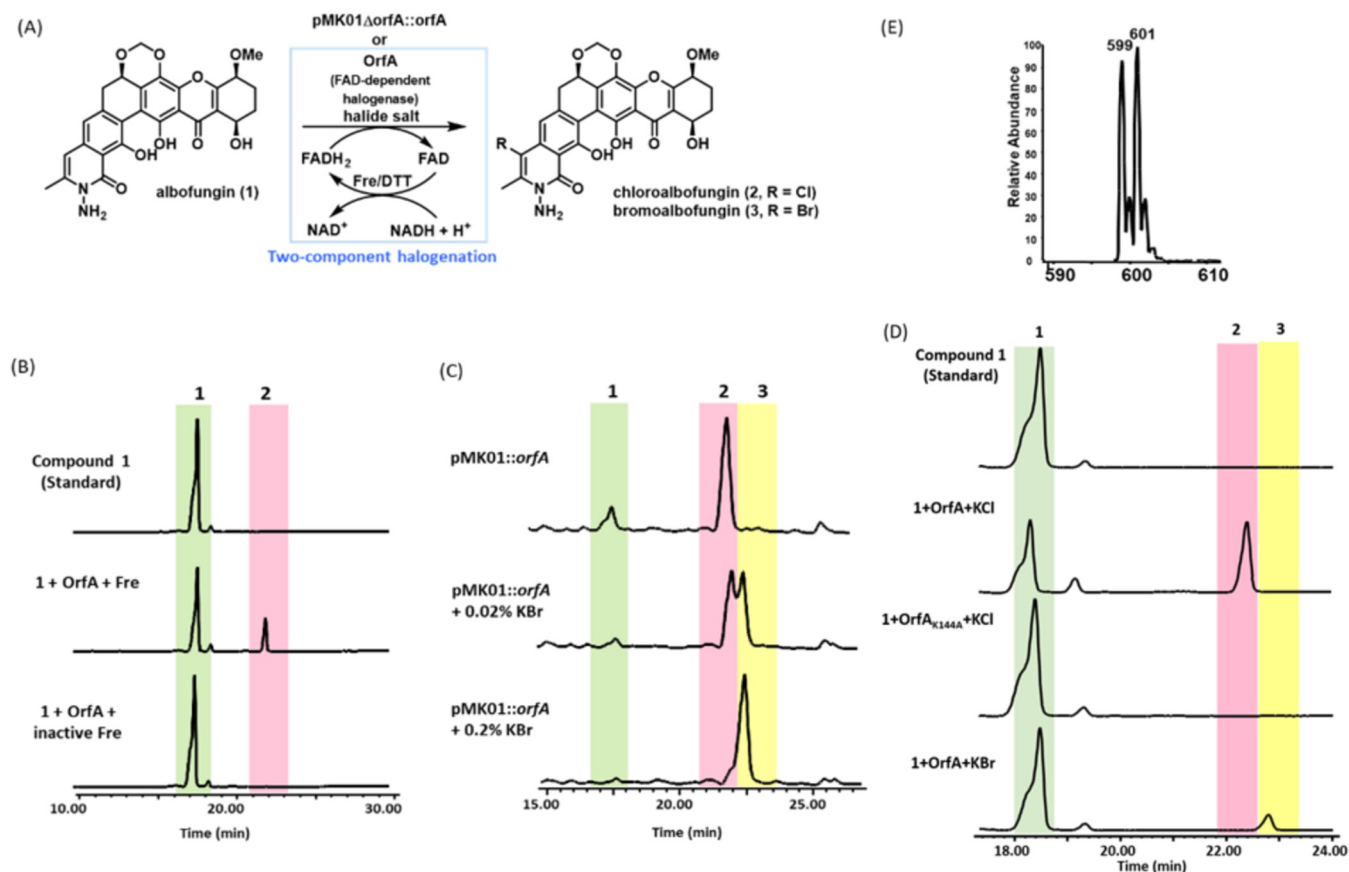 (A)
pMK01ΔorfA::orfA
or
OrfA
(FAD-dependent
halogenase)
halide salt
FADH2
FAD
Fre/DTT
NAD+
NADH + H+
Two-component halogenation
O
O
OMe
O
OH
OH
O
OH
O
N
NH2
albofungin (1)
O
O
OMe
O
R
OH
OH
O
OH
O
N
NH2
chloroalbofungin (2, R = Cl)
bromoalbofungin (3, R = Br)
(E)
599
601
Relative Abundance
100
90
80
70
60
50
40
30
20
10
0
590
600
610
(B)
1
2
Compound 1
(Standard)
1 + OrfA + Fre
1 + OrfA +
inactive Fre
10.00
20.00
30.00
Time (min)
(C)
1
2
3
pMK01::orfA
pMK01::orfA
+ 0.02% KBr
pMK01::orfA
+ 0.2% KBr
15.00
20.00
25.00
Time (min)
(D)
1
2
3
Compound 1
(Standard)
1+OrfA+KCl
1+OrfAK144A+KCl
1+OrfA+KBr
18.00
20.00
22.00
24.00
Time (min)